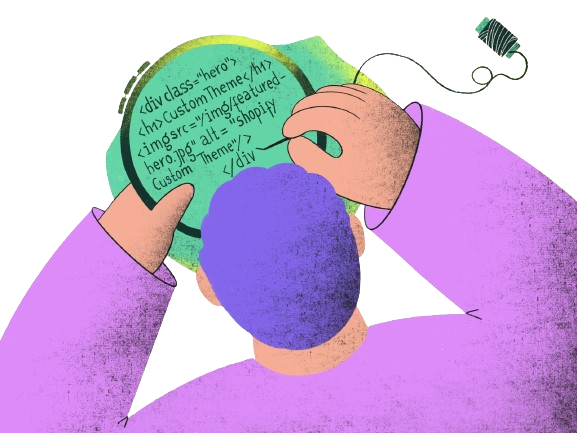 <div class="hero">
<h1>Custom Theme</h1>
<img src="/img/featured-
hero.jpg" alt="shopify
Custom Theme"/>
</div